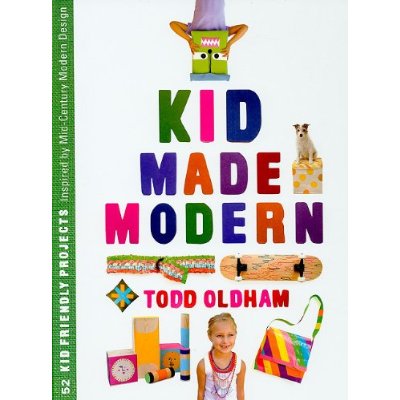 KID
MADE
MODERN
TODD OLDHAM
52 KID FRIENDLY PROJECTS Inspired by Mid-Century Modern Design